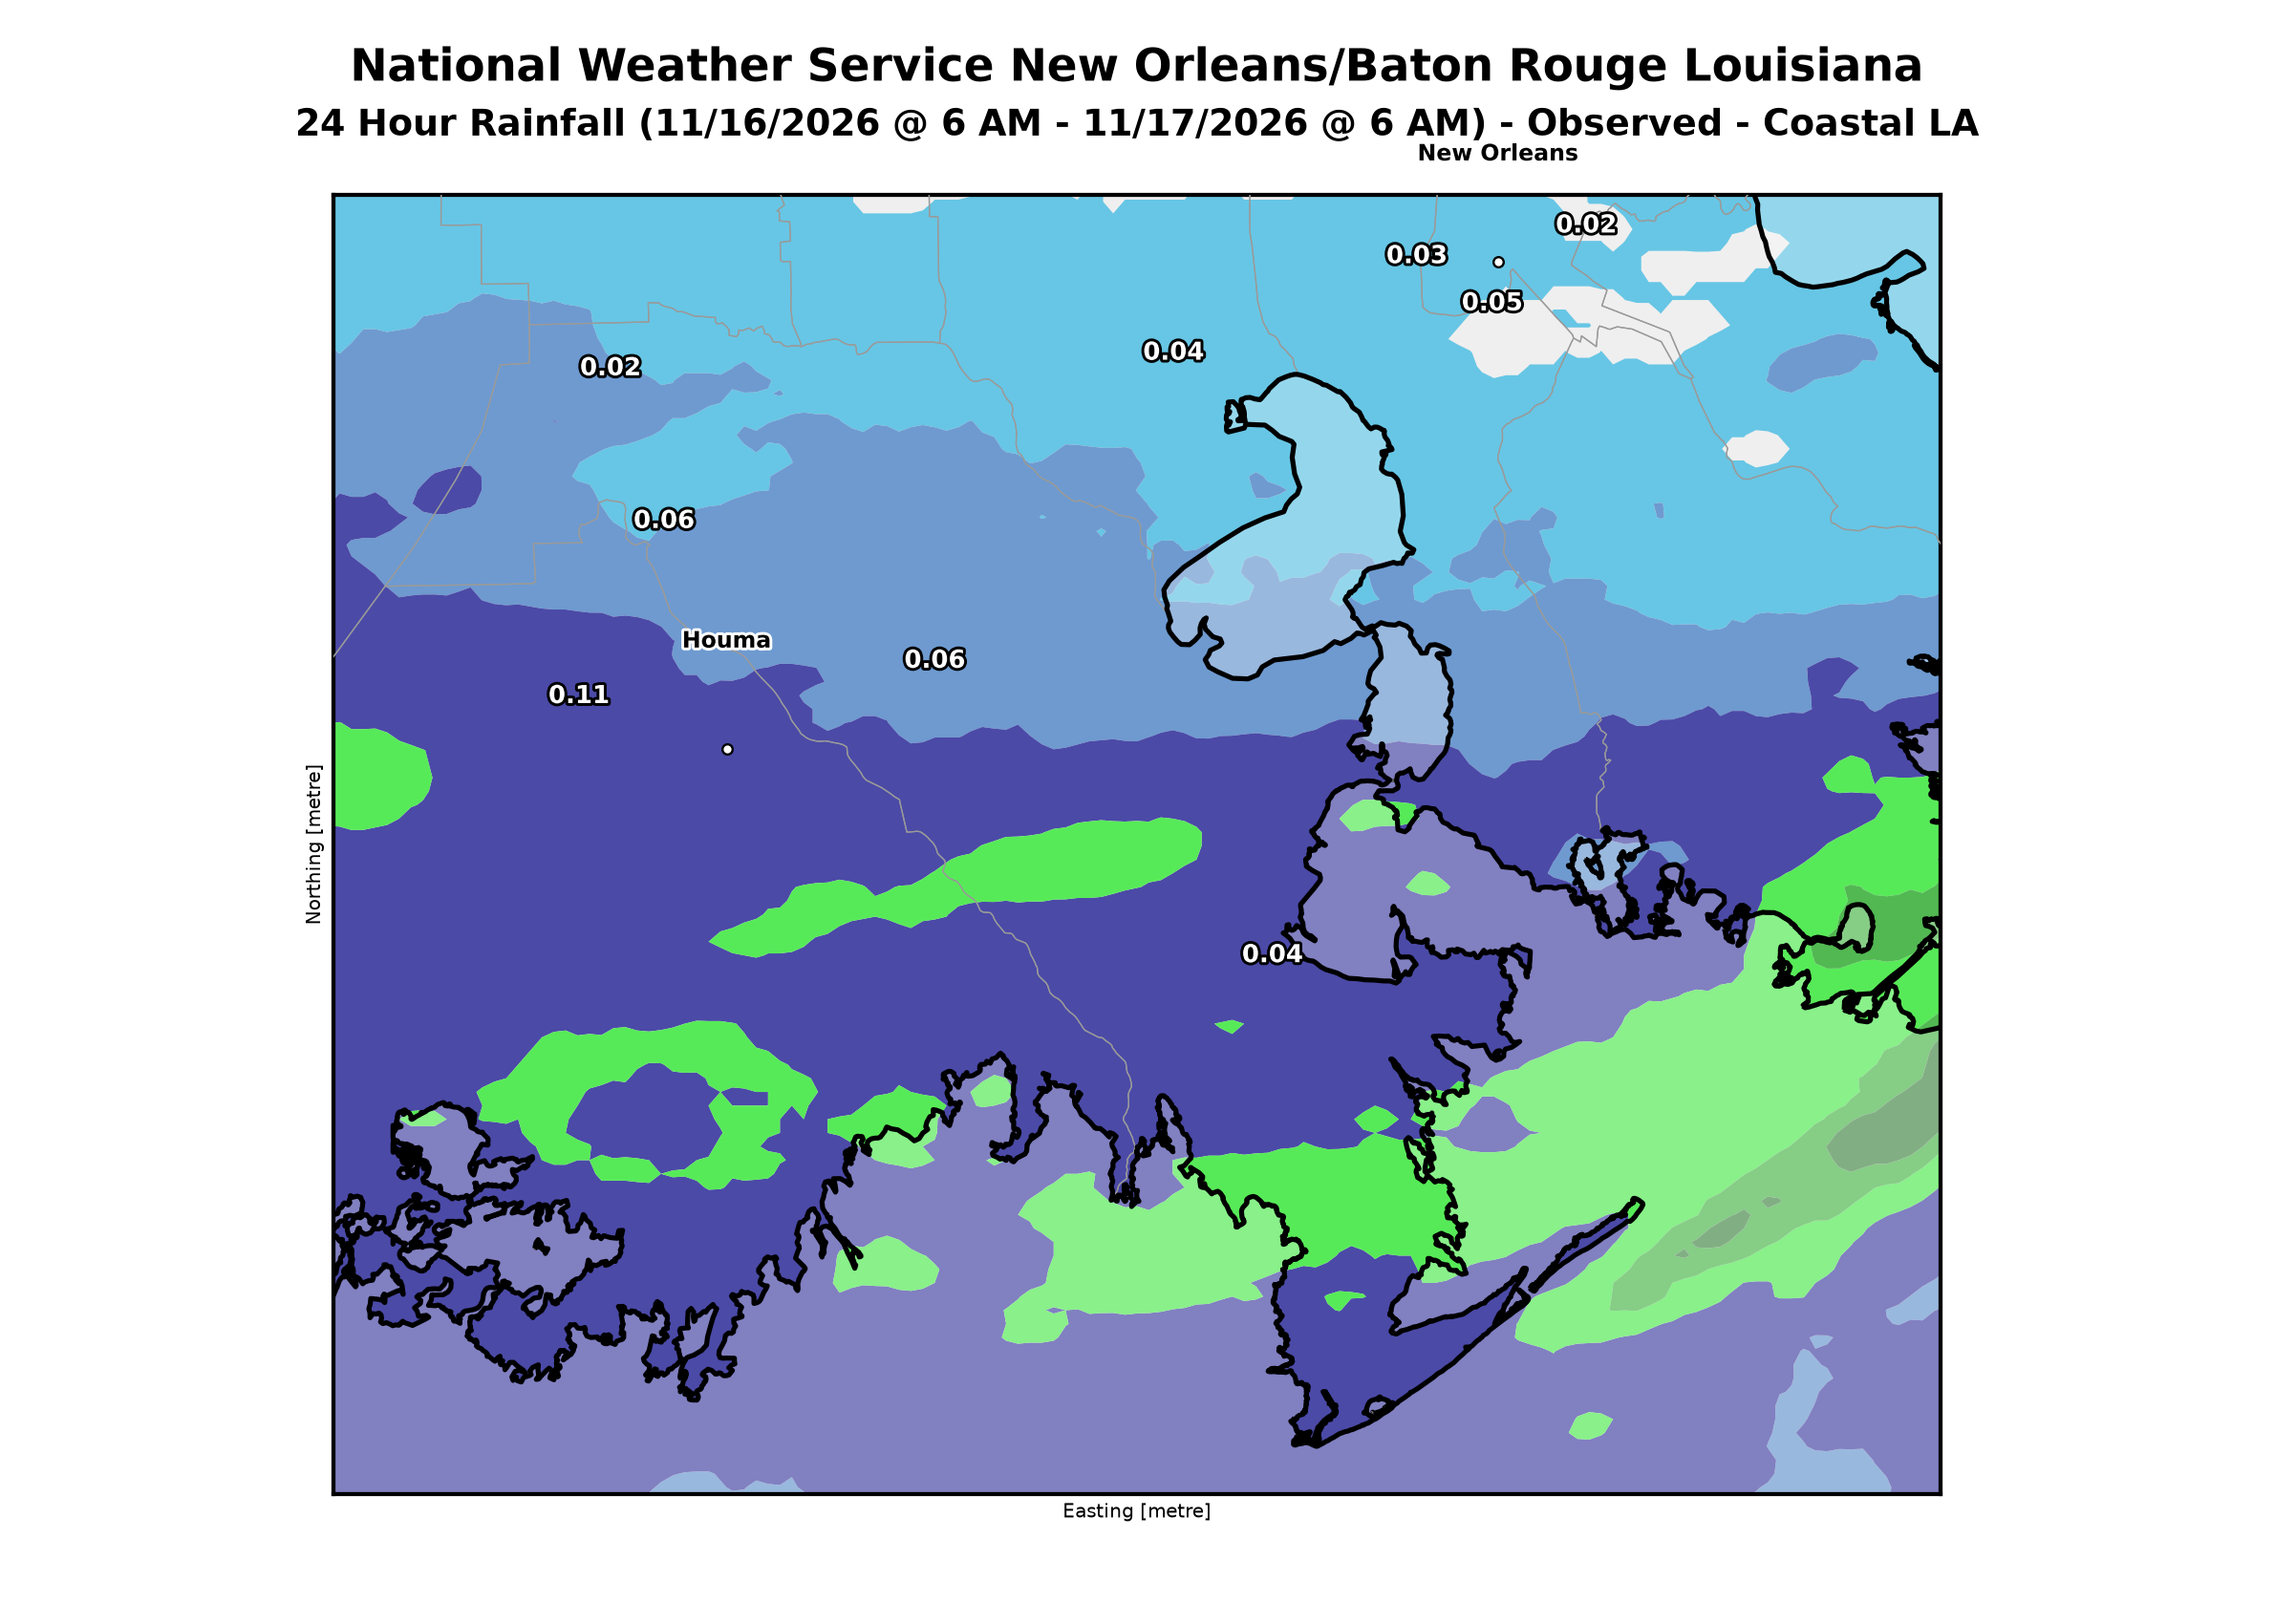 National Weather Service New Orleans/Baton Rouge Louisiana
24 Hour Rainfall (11/16/2026 @ 6 AM - 11/17/2026 @ 6 AM) - Observed - Coastal LA
New Orleans
0.02
0.03
0.05
0.04
0.02
0.06
Houma
0.06
0.11
0.04
Northing [metre]
Easting [metre]